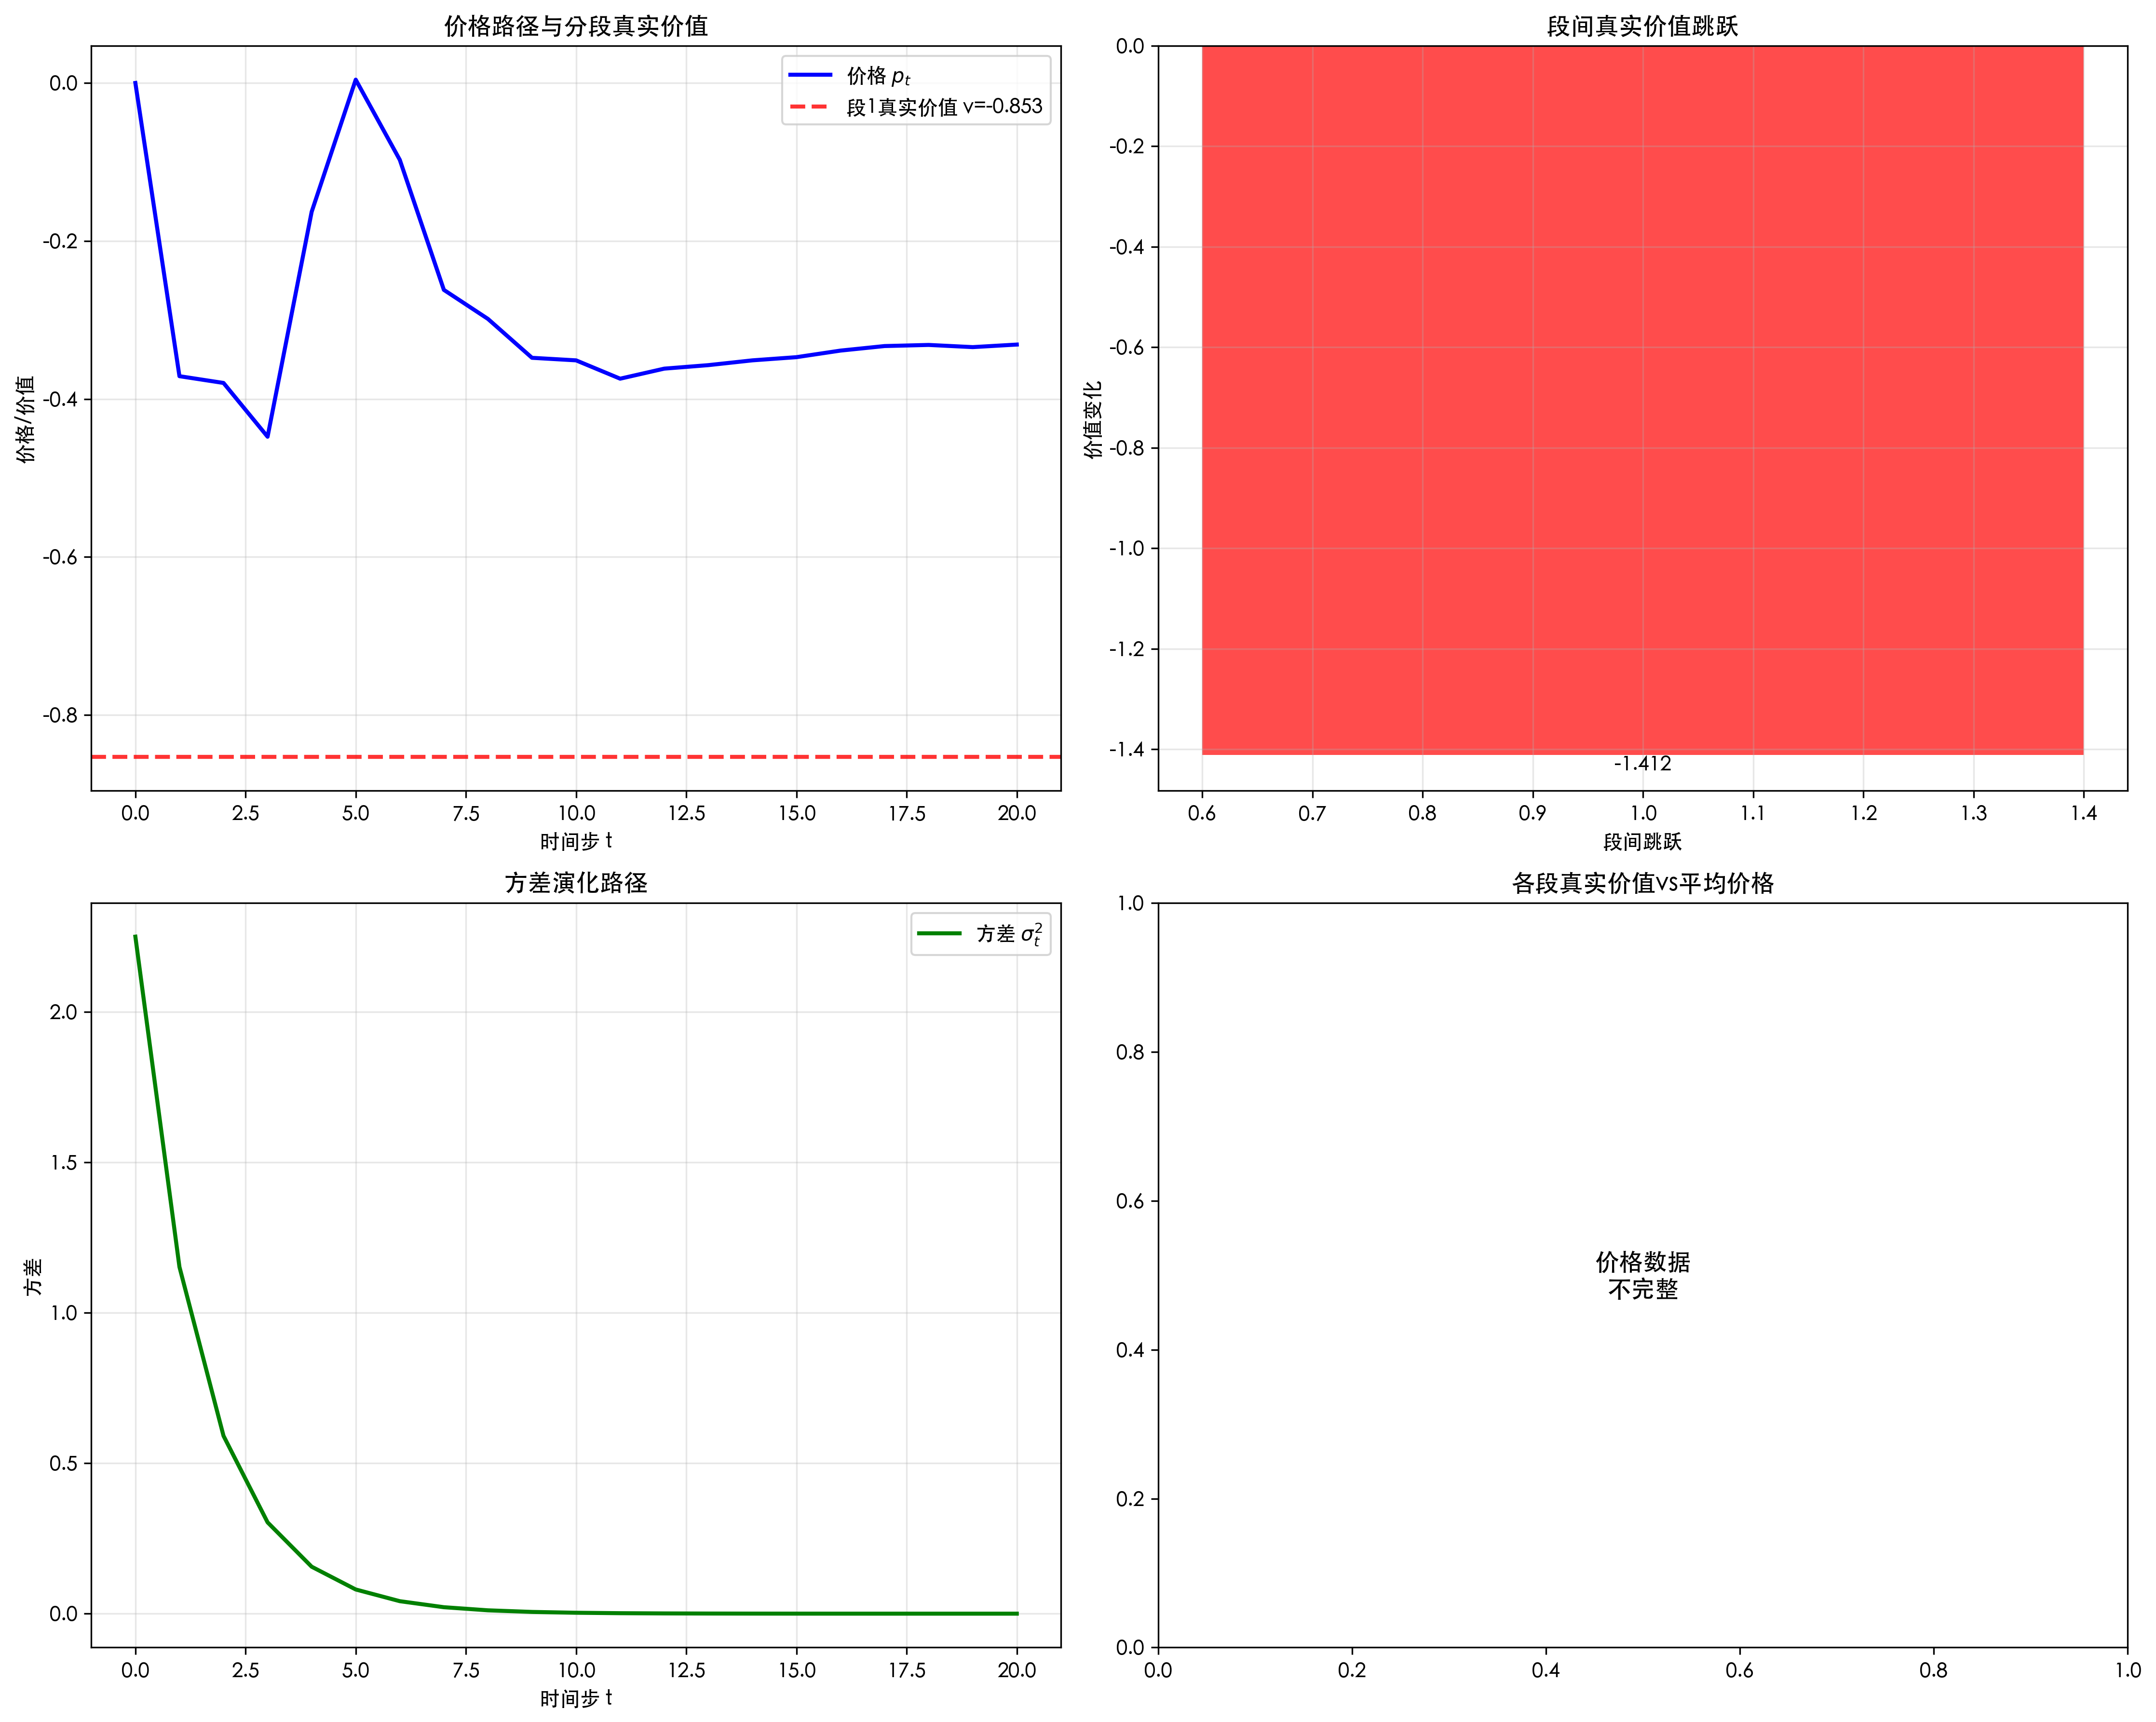 价格路径与分段真实价值
价格 pₜ
段1真实价值 v=-0.853
价格/价值
0.0
-0.2
-0.4
-0.6
-0.8
0.0 2.5 5.0 7.5 10.0 12.5 15.0 17.5 20.0
时间步 t
段间真实价值跳跃
价值变化
0.0
-0.2
-0.4
-0.6
-0.8
-1.0
-1.2
-1.4
-1.412
0.6 0.7 0.8 0.9 1.0 1.1 1.2 1.3 1.4
段间跳跃
方差演化路径
方差 σ²ₜ
方差
2.0
1.5
1.0
0.5
0.0
0.0 2.5 5.0 7.5 10.0 12.5 15.0 17.5 20.0
时间步 t
各段真实价值vs平均价格
1.0
0.8
0.6
0.4
0.2
0.0
价格数据
不完整
0.0 0.2 0.4 0.6 0.8 1.0